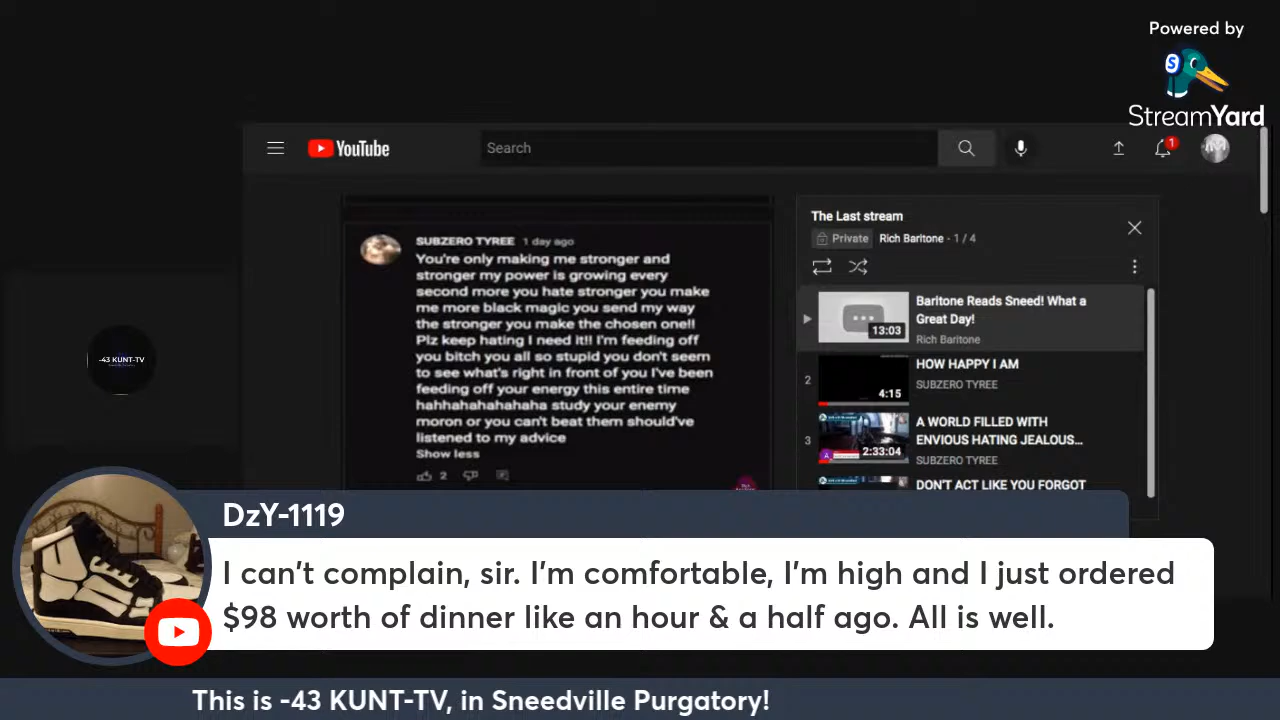 Powered by
StreamYard
YouTube
Search
1
SUBZERO TYREE 1 day ago
You're only making me stronger and
stronger my power is growing every
second more you hate stronger you make
me more black magic you send my way
the stronger you make the chosen one!!
Plz keep hating I need it!! I'm feeding off
you bitch you all so stupid you don't seem
to see what's right in front of you I've been
feeding off your energy this entire time
hahhahahahahaha study your enemy
moron or you can't beat them should've
listened to my advice
Show less
2
The Last stream
Private Rich Baritone - 1 / 4
13:03
Baritone Reads Sneed! What a
Great Day!
Rich Baritone
2
4:15
HOW HAPPY I AM
SUBZERO TYREE
3
2:33:04
A WORLD FILLED WITH
ENVIOUS HATING JEALOUS...
SUBZERO TYREE
DON'T ACT LIKE YOU FORGOT
-43 KUNT-TV
DzY-1119
I can't complain, sir. I'm comfortable, I'm high and I just ordered
$98 worth of dinner like an hour & a half ago. All is well.
This is -43 KUNT-TV, in Sneedville Purgatory!